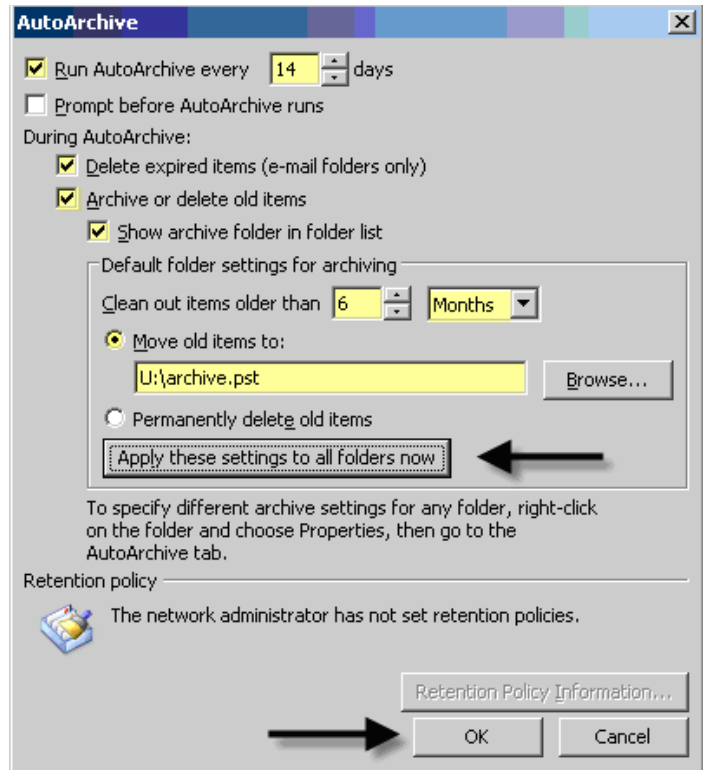 AutoArchive
Run AutoArchive every 14 days
Prompt before AutoArchive runs
During AutoArchive:
Delete expired items (e-mail folders only)
Archive or delete old items
Show archive folder in folder list
Default folder settings for archiving
Clean out items older than 6 Months
Move old items to:
U:\archive.pst Browse...
Permanently delete old items
Apply these settings to all folders now
To specify different archive settings for any folder, right-click
on the folder and choose Properties, then go to the
AutoArchive tab.
Retention policy
The network administrator has not set retention policies.
Retention Policy Information...
OK Cancel